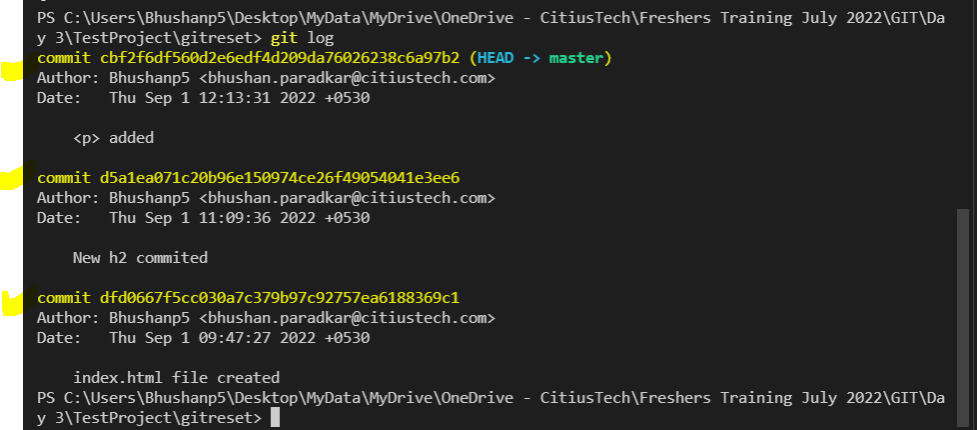 PS C:\Users\Bhushanp5\Desktop\MyData\MyDrive\OneDrive - CitiusTech\Freshers Training July 2022\GIT\Da
y 3\TestProject\gitreset> git log
commit cbf2f6df560d2e6edf4d209da76026238c6a97b2 (HEAD -> master)
Author: Bhushanp5 <bhushan.paradkar@citiustech.com>
Date:   Thu Sep 1 12:13:31 2022 +0530
<p> added
commit d5a1ea071c20b96e150974ce26f49054041e3ee6
Author: Bhushanp5 <bhushan.paradkar@citiustech.com>
Date:   Thu Sep 1 11:09:36 2022 +0530
New h2 commited
commit dfd0667f5cc030a7c379b97c92757ea6188369c1
Author: Bhushanp5 <bhushan.paradkar@citiustech.com>
Date:   Thu Sep 1 09:47:27 2022 +0530
index.html file created
PS C:\Users\Bhushanp5\Desktop\MyData\MyDrive\OneDrive - CitiusTech\Freshers Training July 2022\GIT\Da
y 3\TestProject\gitreset>